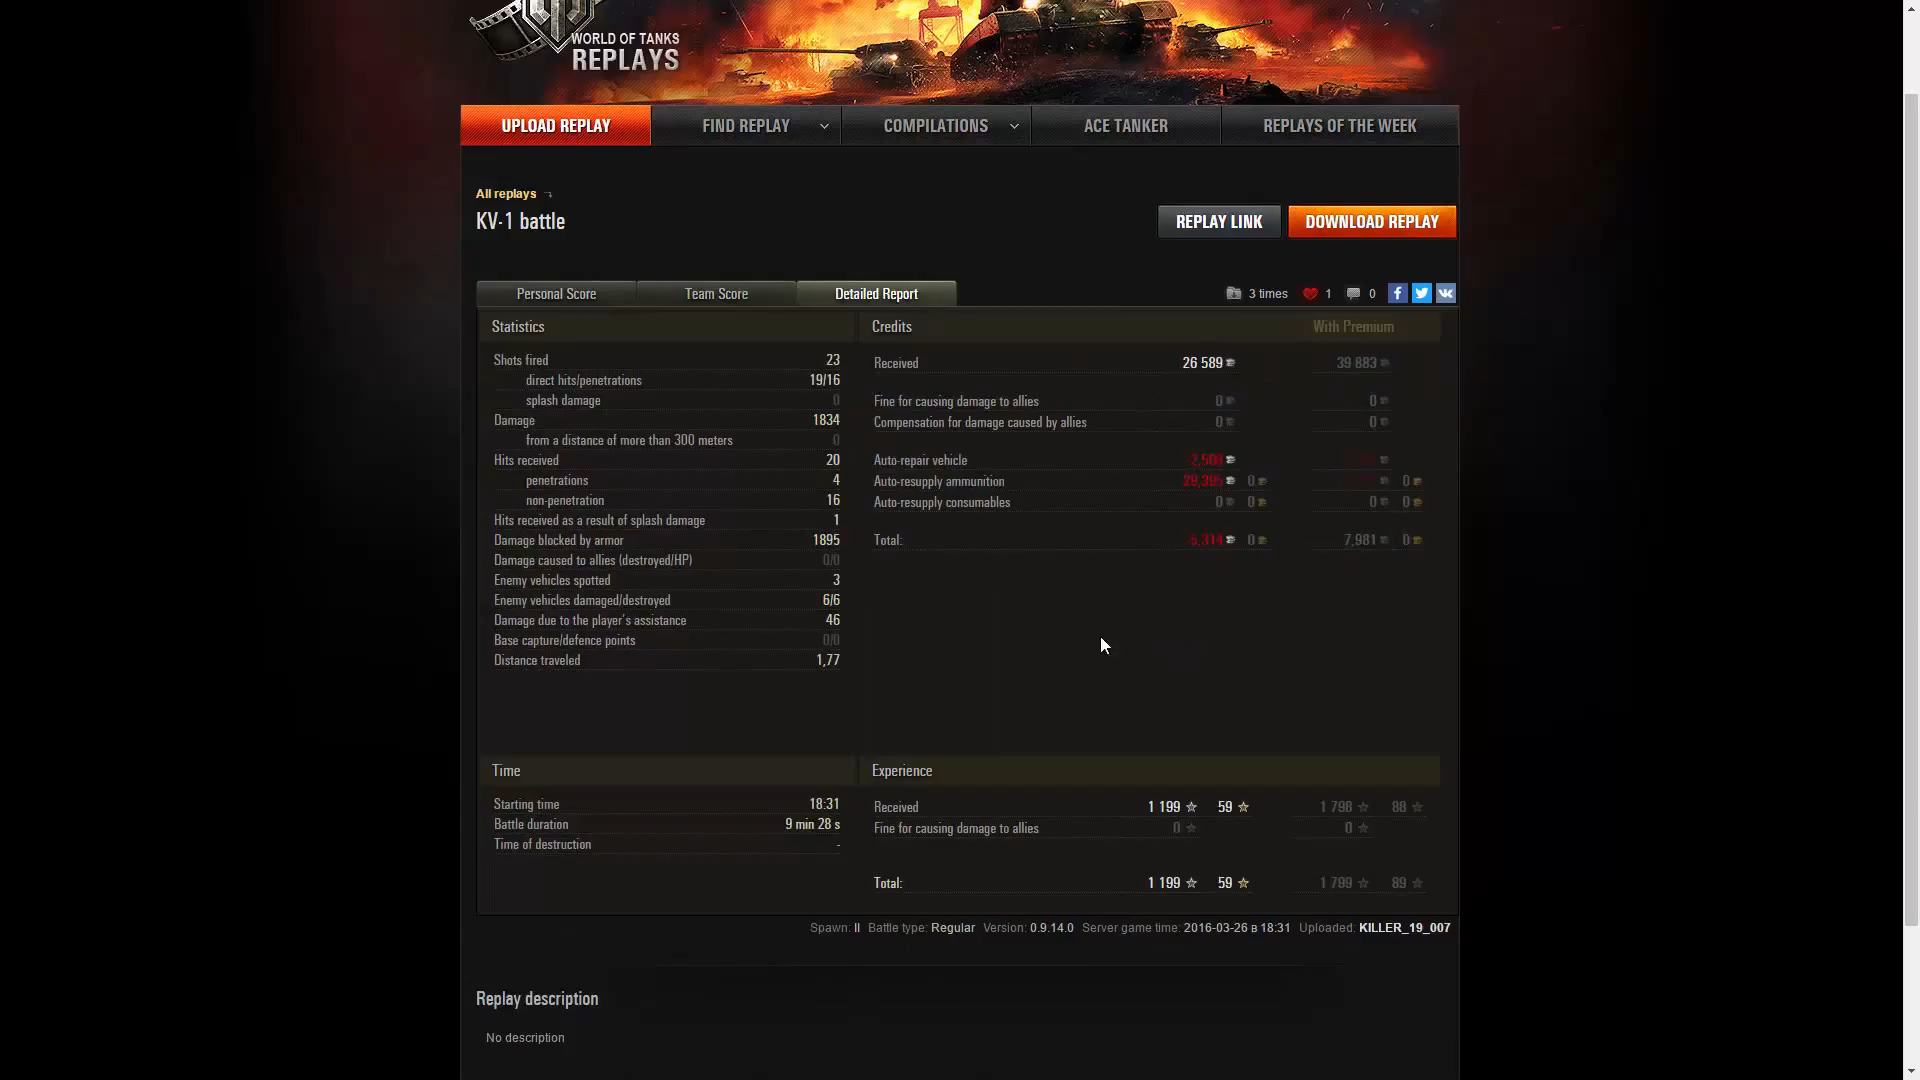 WORLD OF TANKS
REPLAYS
UPLOAD REPLAY FIND REPLAY COMPILATIONS ACE TANKER REPLAYS OF THE WEEK
All replays
KV-1 battle
REPLAY LINK DOWNLOAD REPLAY
Personal Score Team Score Detailed Report 3 times 1 0
Statistics Credits With Premium
Shots fired 23
Received 26 589 39 883
direct hits/penetrations 19/16
splash damage 0
Fine for causing damage to allies 0 0
Damage 1834
Compensation for damage caused by allies 0 0
from a distance of more than 300 meters 0
Hits received 20
Auto-repair vehicle
penetrations 4
Auto-resupply ammunition 29,395 0 0
non-penetration 16
Auto-resupply consumables 0 0 0 0
Hits received as a result of splash damage 1
Damage blocked by armor 1895
Total: -5,314 0 7,981 0
Damage caused to allies (destroyed/HP) 0/0
Enemy vehicles spotted 3
Enemy vehicles damaged/destroyed 6/6
Damage due to the player's assistance 46
Base capture/defence points 0/0
Distance traveled 1,77
Time Experience
Starting time 18:31
Received 1 199 59 1 798 88
Battle duration 9 min 28 s
Fine for causing damage to allies 0 0
Time of destruction -
Total: 1 199 59 1 799 89
Spawn: II Battle type: Regular Version: 0.9.14.0 Server game time: 2016-03-26 в 18:31 Uploaded: KILLER_19_007
Replay description
No description